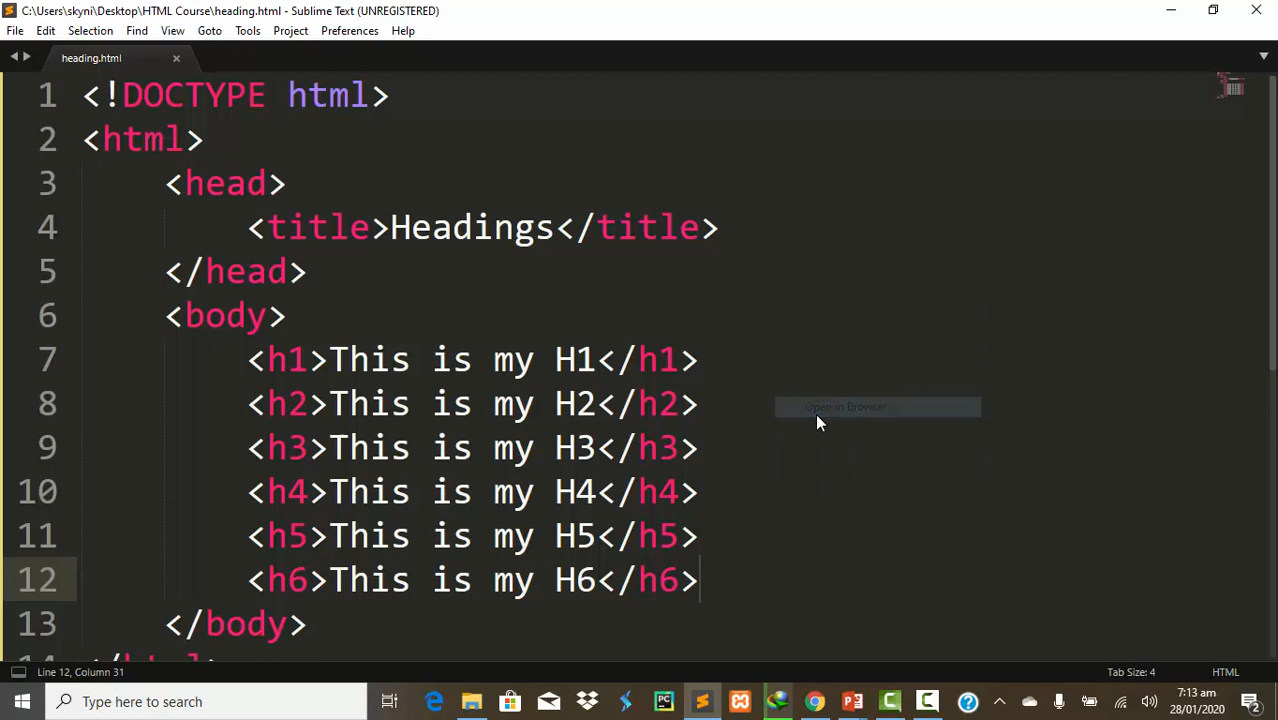 C:\Users\skyni\Desktop\HTML Course\heading.html - Sublime Text (UNREGISTERED)
File Edit Selection Find View Goto Tools Project Preferences Help
heading.html
1 <!DOCTYPE html>
2 <html>
3 <head>
4 <title>Headings</title>
5 </head>
6 <body>
7 <h1>This is my H1</h1>
8 <h2>This is my H2</h2>
Open in Browser
9 <h3>This is my H3</h3>
10 <h4>This is my H4</h4>
11 <h5>This is my H5</h5>
12 <h6>This is my H6</h6>
13 </body>
Line 12, Column 31 Tab Size: 4 HTML
Type here to search
PC
7:13 am
28/01/2020
2